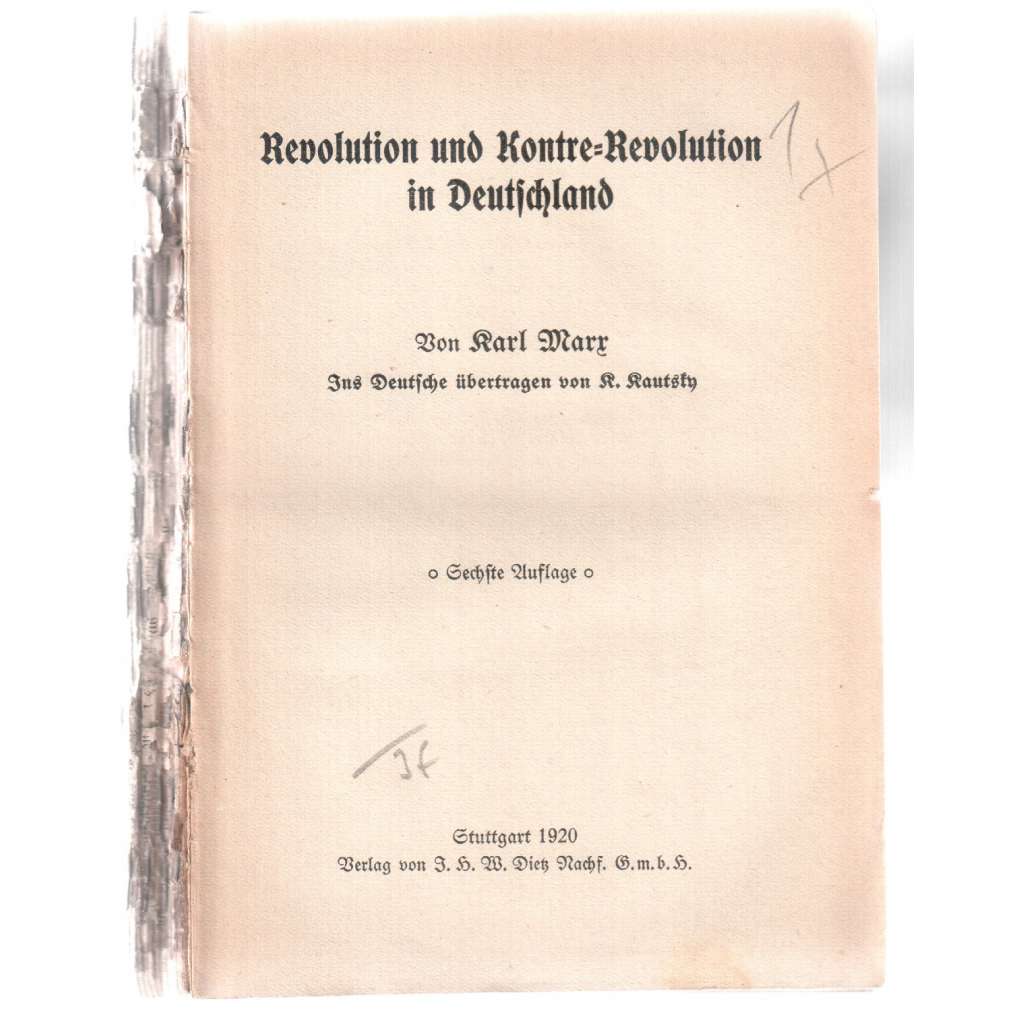 Revolution und Kontre-Revolution
in Deutschland
Von Karl Marx
Ins Deutsche übertragen von K. Kautsky
o Sechste Auflage o
Stuttgart 1920
Verlag von J. H. W. Dietz Nachf. G.m.b.H.